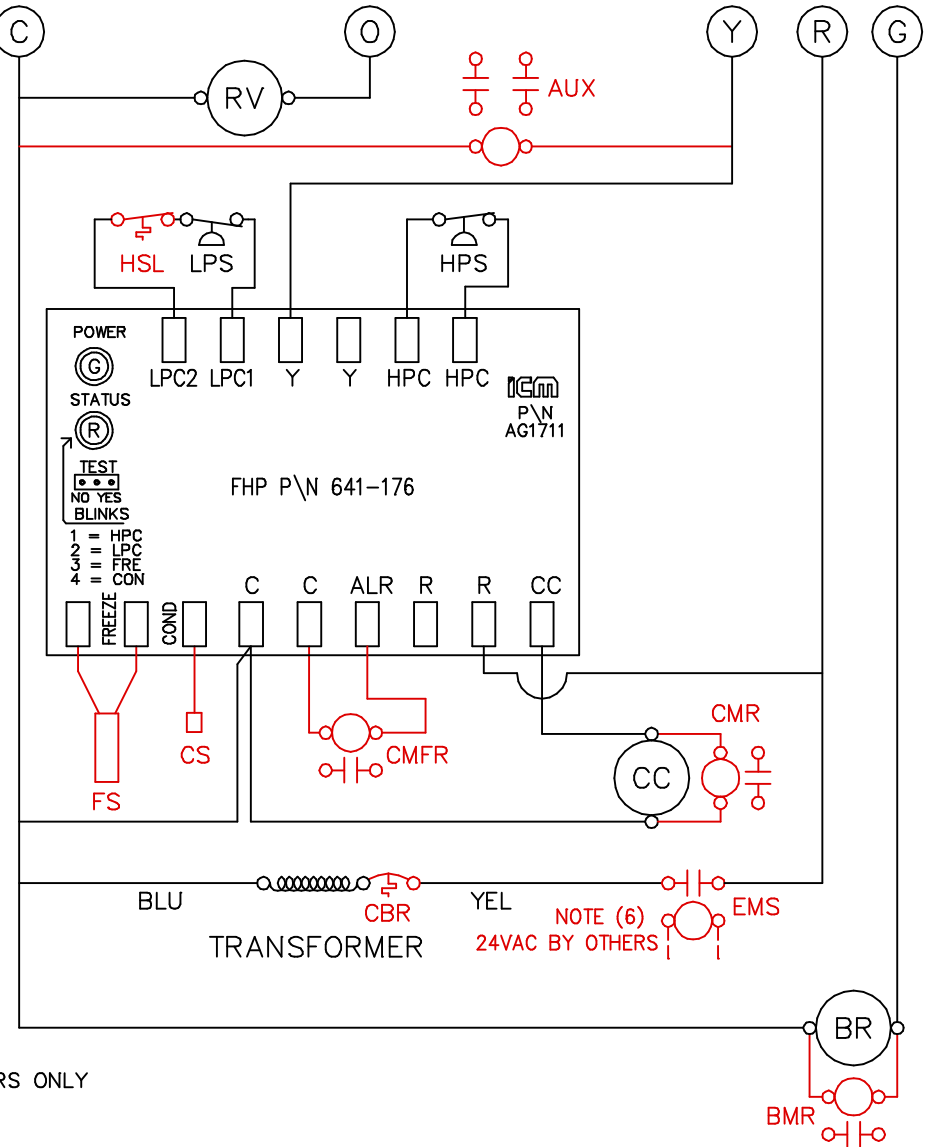 C O Y R G
RV
AUX
HSL LPS HPS
POWER
G
LPC2 LPC1 Y Y HPC HPC
STATUS
R
icm
P\N
AG1711
TEST
NO YES
BLINKS
FHP P\N 641-176
1 = HPC
2 = LPC
3 = FRE
4 = CON
FREEZE COND C C ALR R R CC
CMR
CS CMFR CC
FS
BLU CBR YEL EMS
NOTE (6)
24VAC BY OTHERS
TRANSFORMER
BR
RS ONLY
BMR